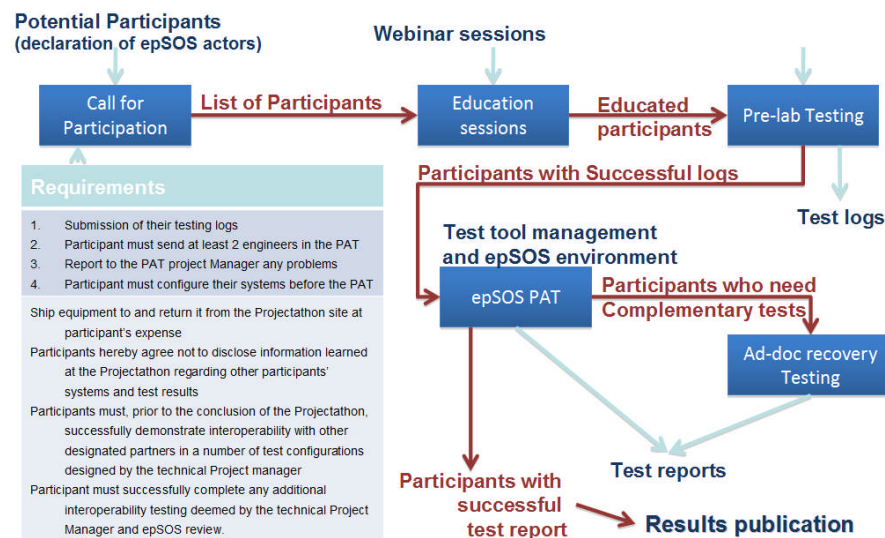 Potential Participants
(declaration of epSOS actors)
Webinar sessions
Call for
Participation
List of Participants
Education
sessions
Educated
participants
Pre-lab Testing
Participants with Successful logs
Test logs
Requirements
1. Submission of their testing logs
2. Participant must send at least 2 engineers in the PAT
3. Report to the PAT project Manager any problems
4. Participant must configure their systems before the PAT
Ship equipment to and return it from the Projectathon site at
participant's expense
Participants hereby agree not to disclose information learned
at the Projectathon regarding other participants'
systems and test results
Participants must, prior to the conclusion of the Projectathon,
successfully demonstrate interoperability with other
designated partners in a number of test configurations
designed by the technical Project manager
Participant must successfully complete any additional
interoperability testing deemed by the technical Project
Manager and epSOS review.
Test tool management
and epSOS environment
epSOS PAT
Participants who need
Complementary tests
Ad-doc recovery
Testing
Test reports
Participants with
successful
test report
Results publication